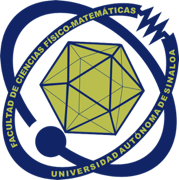 FACULTAD DE CIENCIAS FÍSICO-MATEMÁTICAS
UNIVERSIDAD AUTÓNOMA DE SINALOA